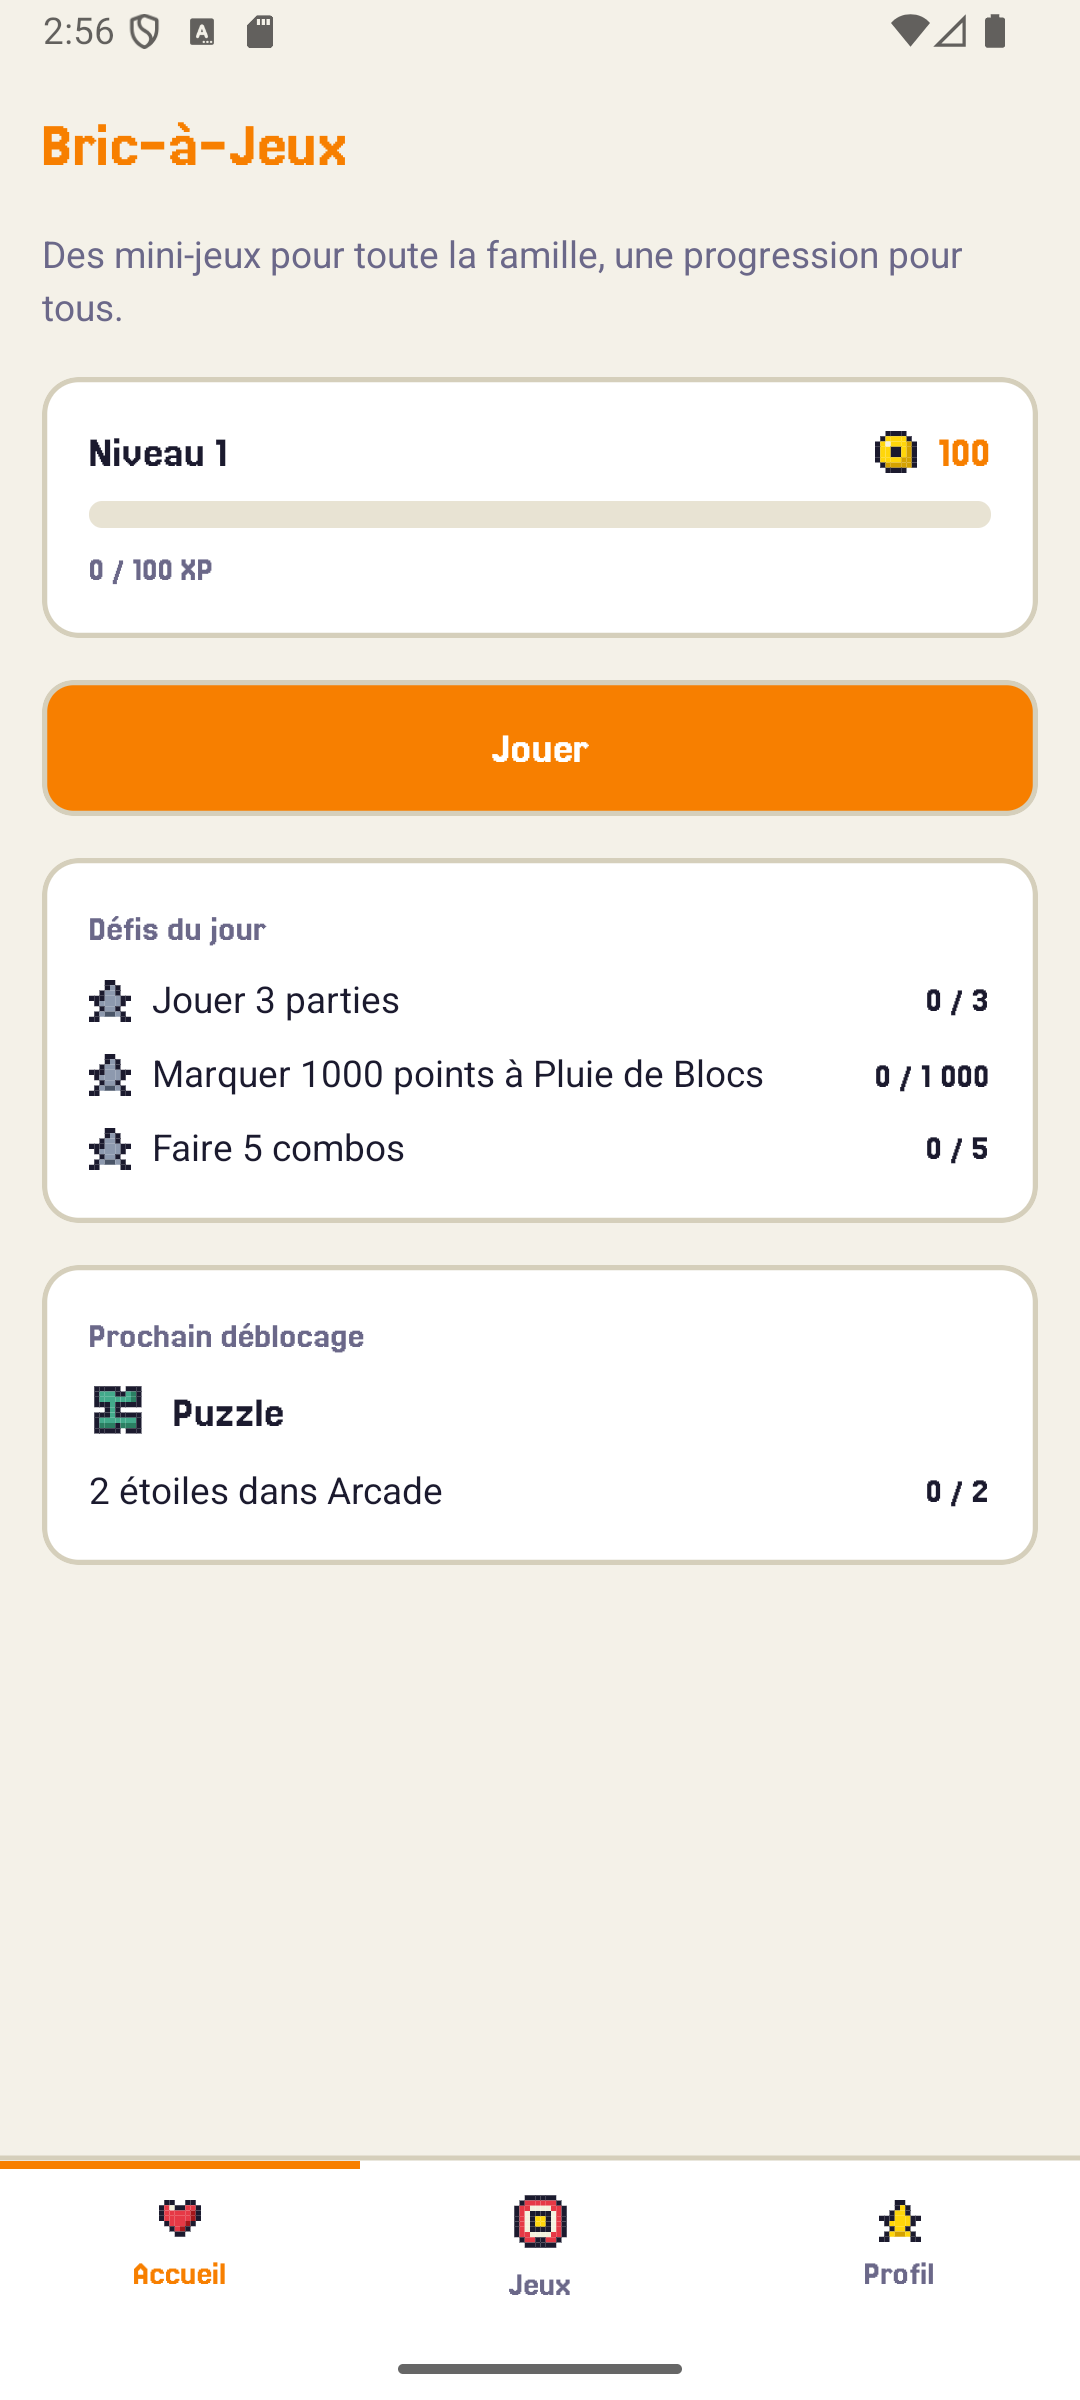 2:56
Bric-à-Jeux
Des mini-jeux pour toute la famille, une progression pour
tous.
Niveau 1 100
0 / 100 XP
Jouer
Défis du jour
Jouer 3 parties 0 / 3
Marquer 1000 points à Pluie de Blocs 0 / 1 000
Faire 5 combos 0 / 5
Prochain déblocage
Puzzle
2 étoiles dans Arcade 0 / 2
Accueil Jeux Profil